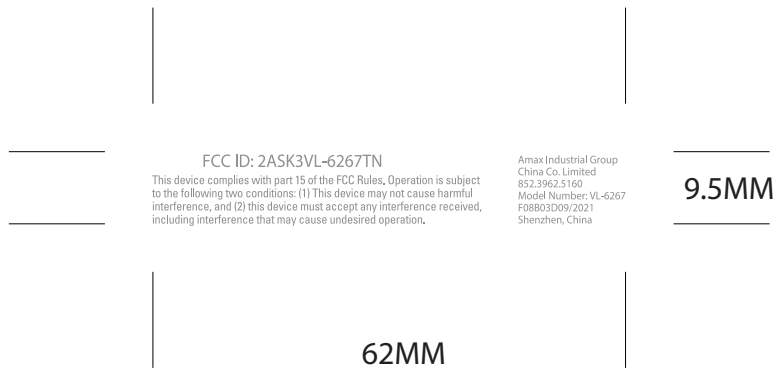 FCC ID: 2ASK3VL-6267TN
This device complies with part 15 of the FCC Rules. Operation is subject
to the following two conditions: (1) This device may not cause harmful
interference, and (2) this device must accept any interference received,
including interference that may cause undesired operation.
Amax Industrial Group
China Co. Limited
852.3962.5160
Model Number: VL-6267
F08B03D09/2021
Shenzhen, China
9.5MM
62MM